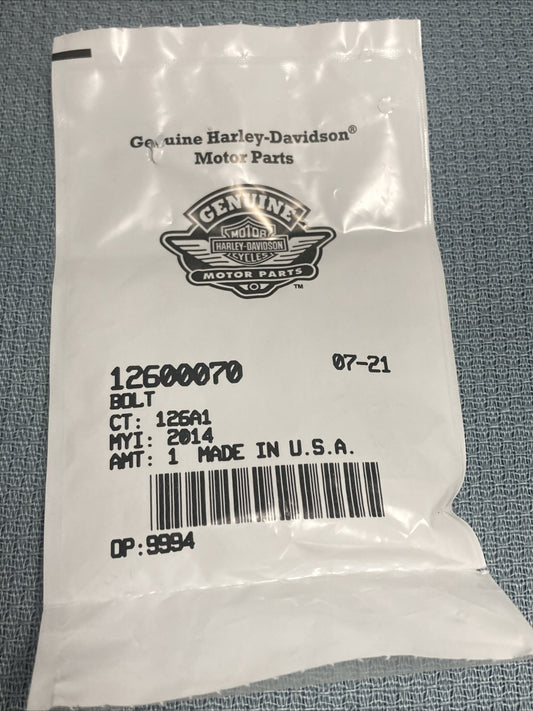 Genuine Harley-Davidson®
Motor Parts
GENUINE
MOTOR
HARLEY-DAVIDSON
CYCLES
MOTOR PARTS
™
12600070 07-21
BOLT
CT: 126A1
MYI: 2014
AMT: 1 MADE IN U.S.A.
OP:9994